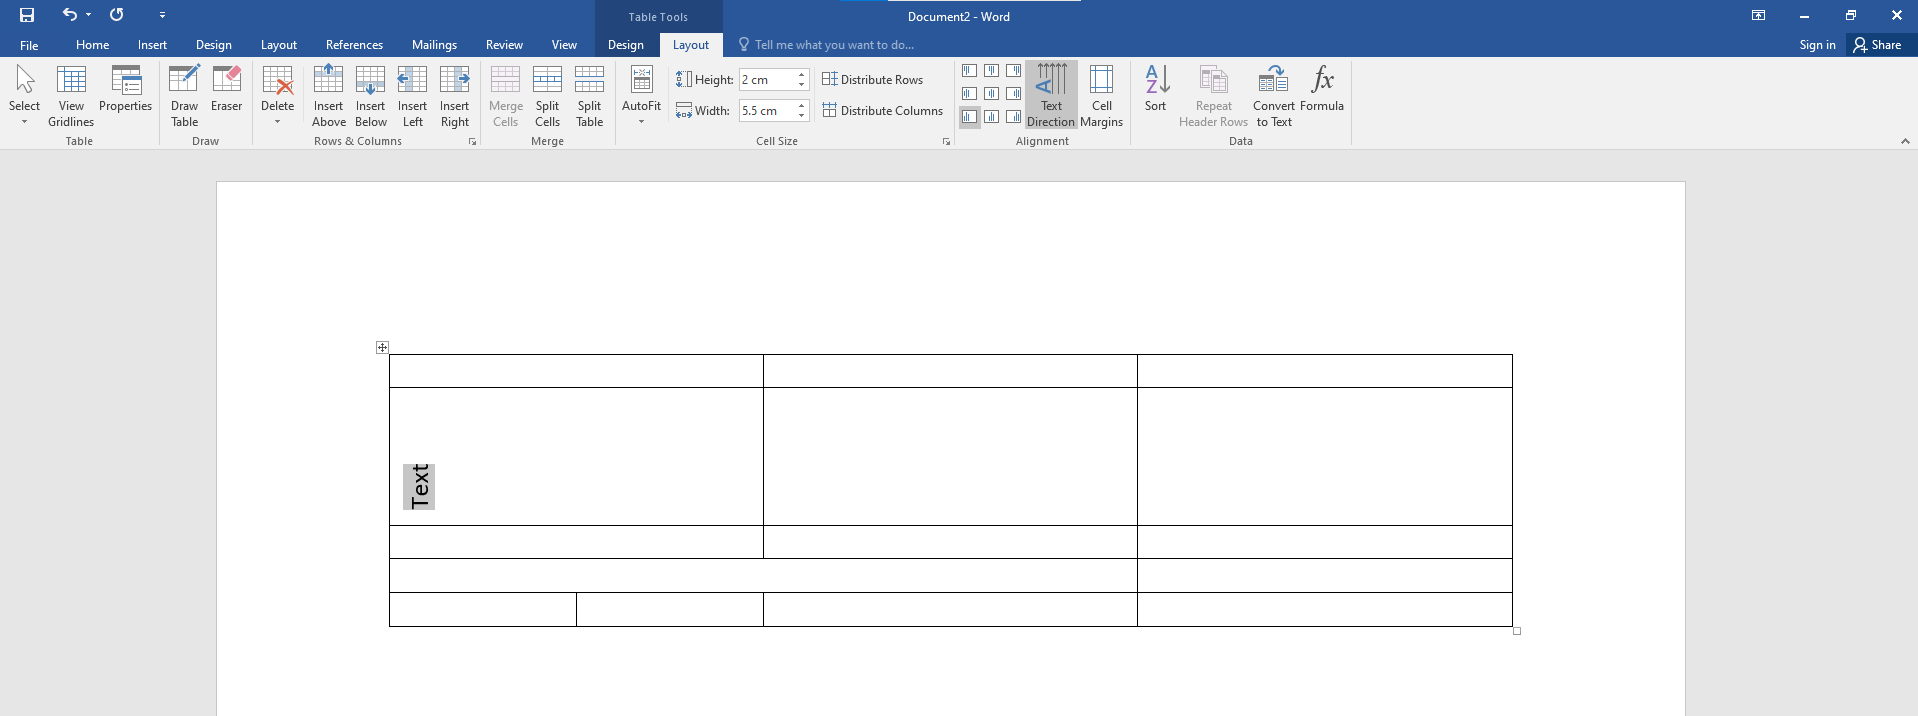 Table Tools
Document2 - Word
File Home Insert Design Layout References Mailings Review View Design Layout Tell me what you want to do... Sign in Share
Select
View Gridlines
Properties
Table
Draw Table
Eraser
Draw
Delete
Insert Above
Insert Below
Insert Left
Insert Right
Rows & Columns
Merge Cells
Split Cells
Split Table
Merge
AutoFit
Height: 2 cm
Width: 5.5 cm
Distribute Rows
Distribute Columns
Cell Size
Text Direction
Cell Margins
Alignment
Sort
Repeat Header Rows
Convert to Text
Formula
Data
Text